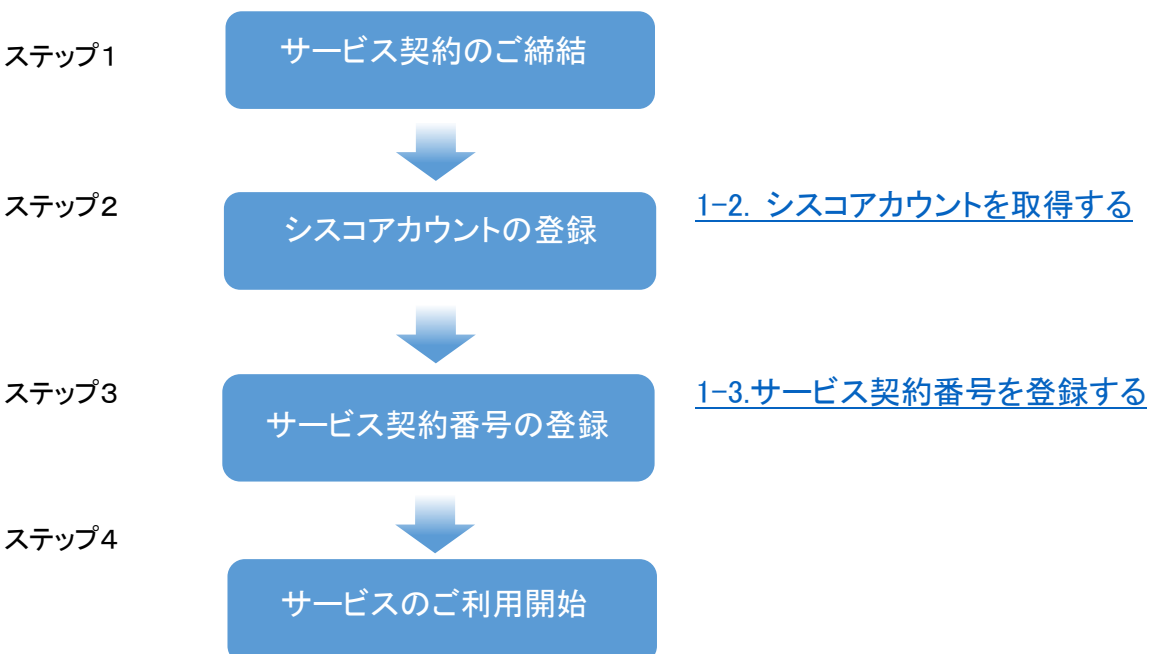 ステップ1
サービス契約のご締結
ステップ2
シスコアカウントの登録
1-2. シスコアカウントを取得する
ステップ3
サービス契約番号の登録
1-3.サービス契約番号を登録する
ステップ4
サービスのご利用開始